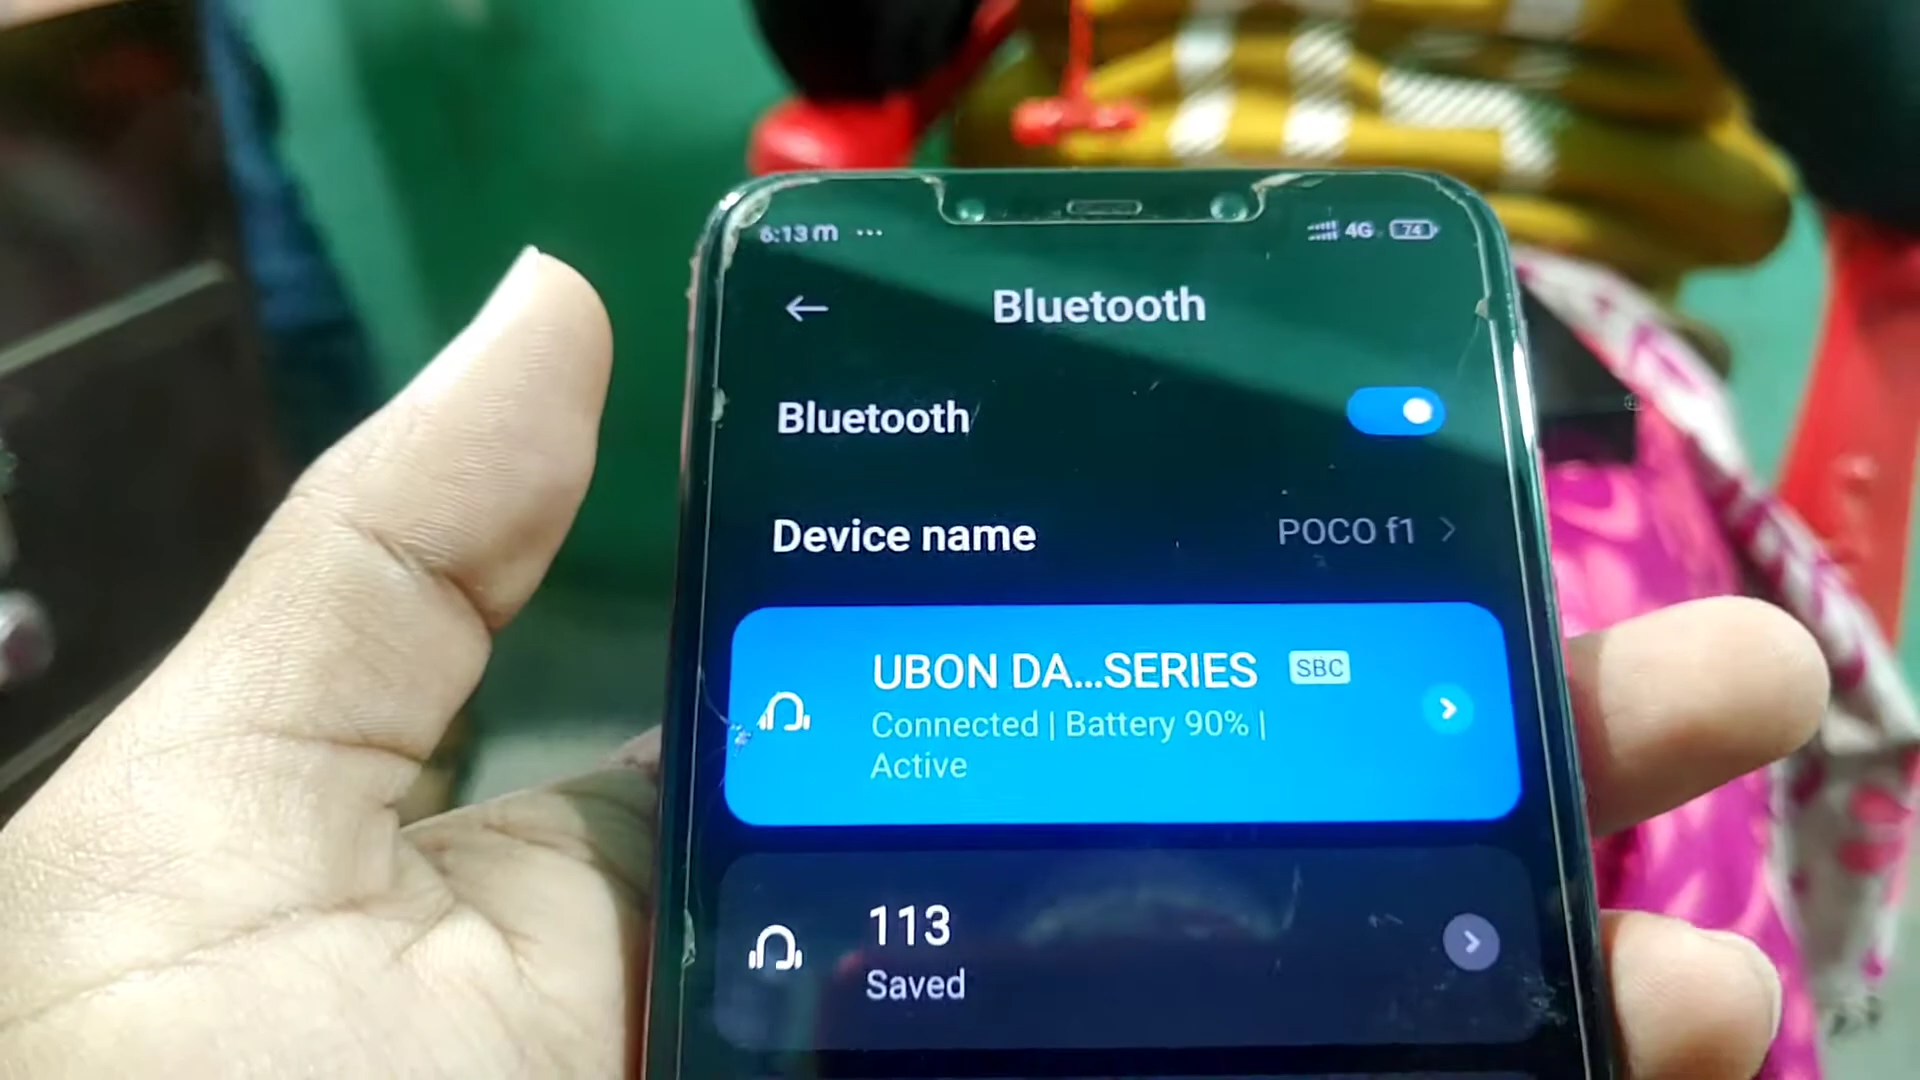 6:13 m ...
4G 74
Bluetooth
Bluetooth
Device name
POCO f1
UBON DA...SERIES SBC
Connected | Battery 90% |
Active
113
Saved